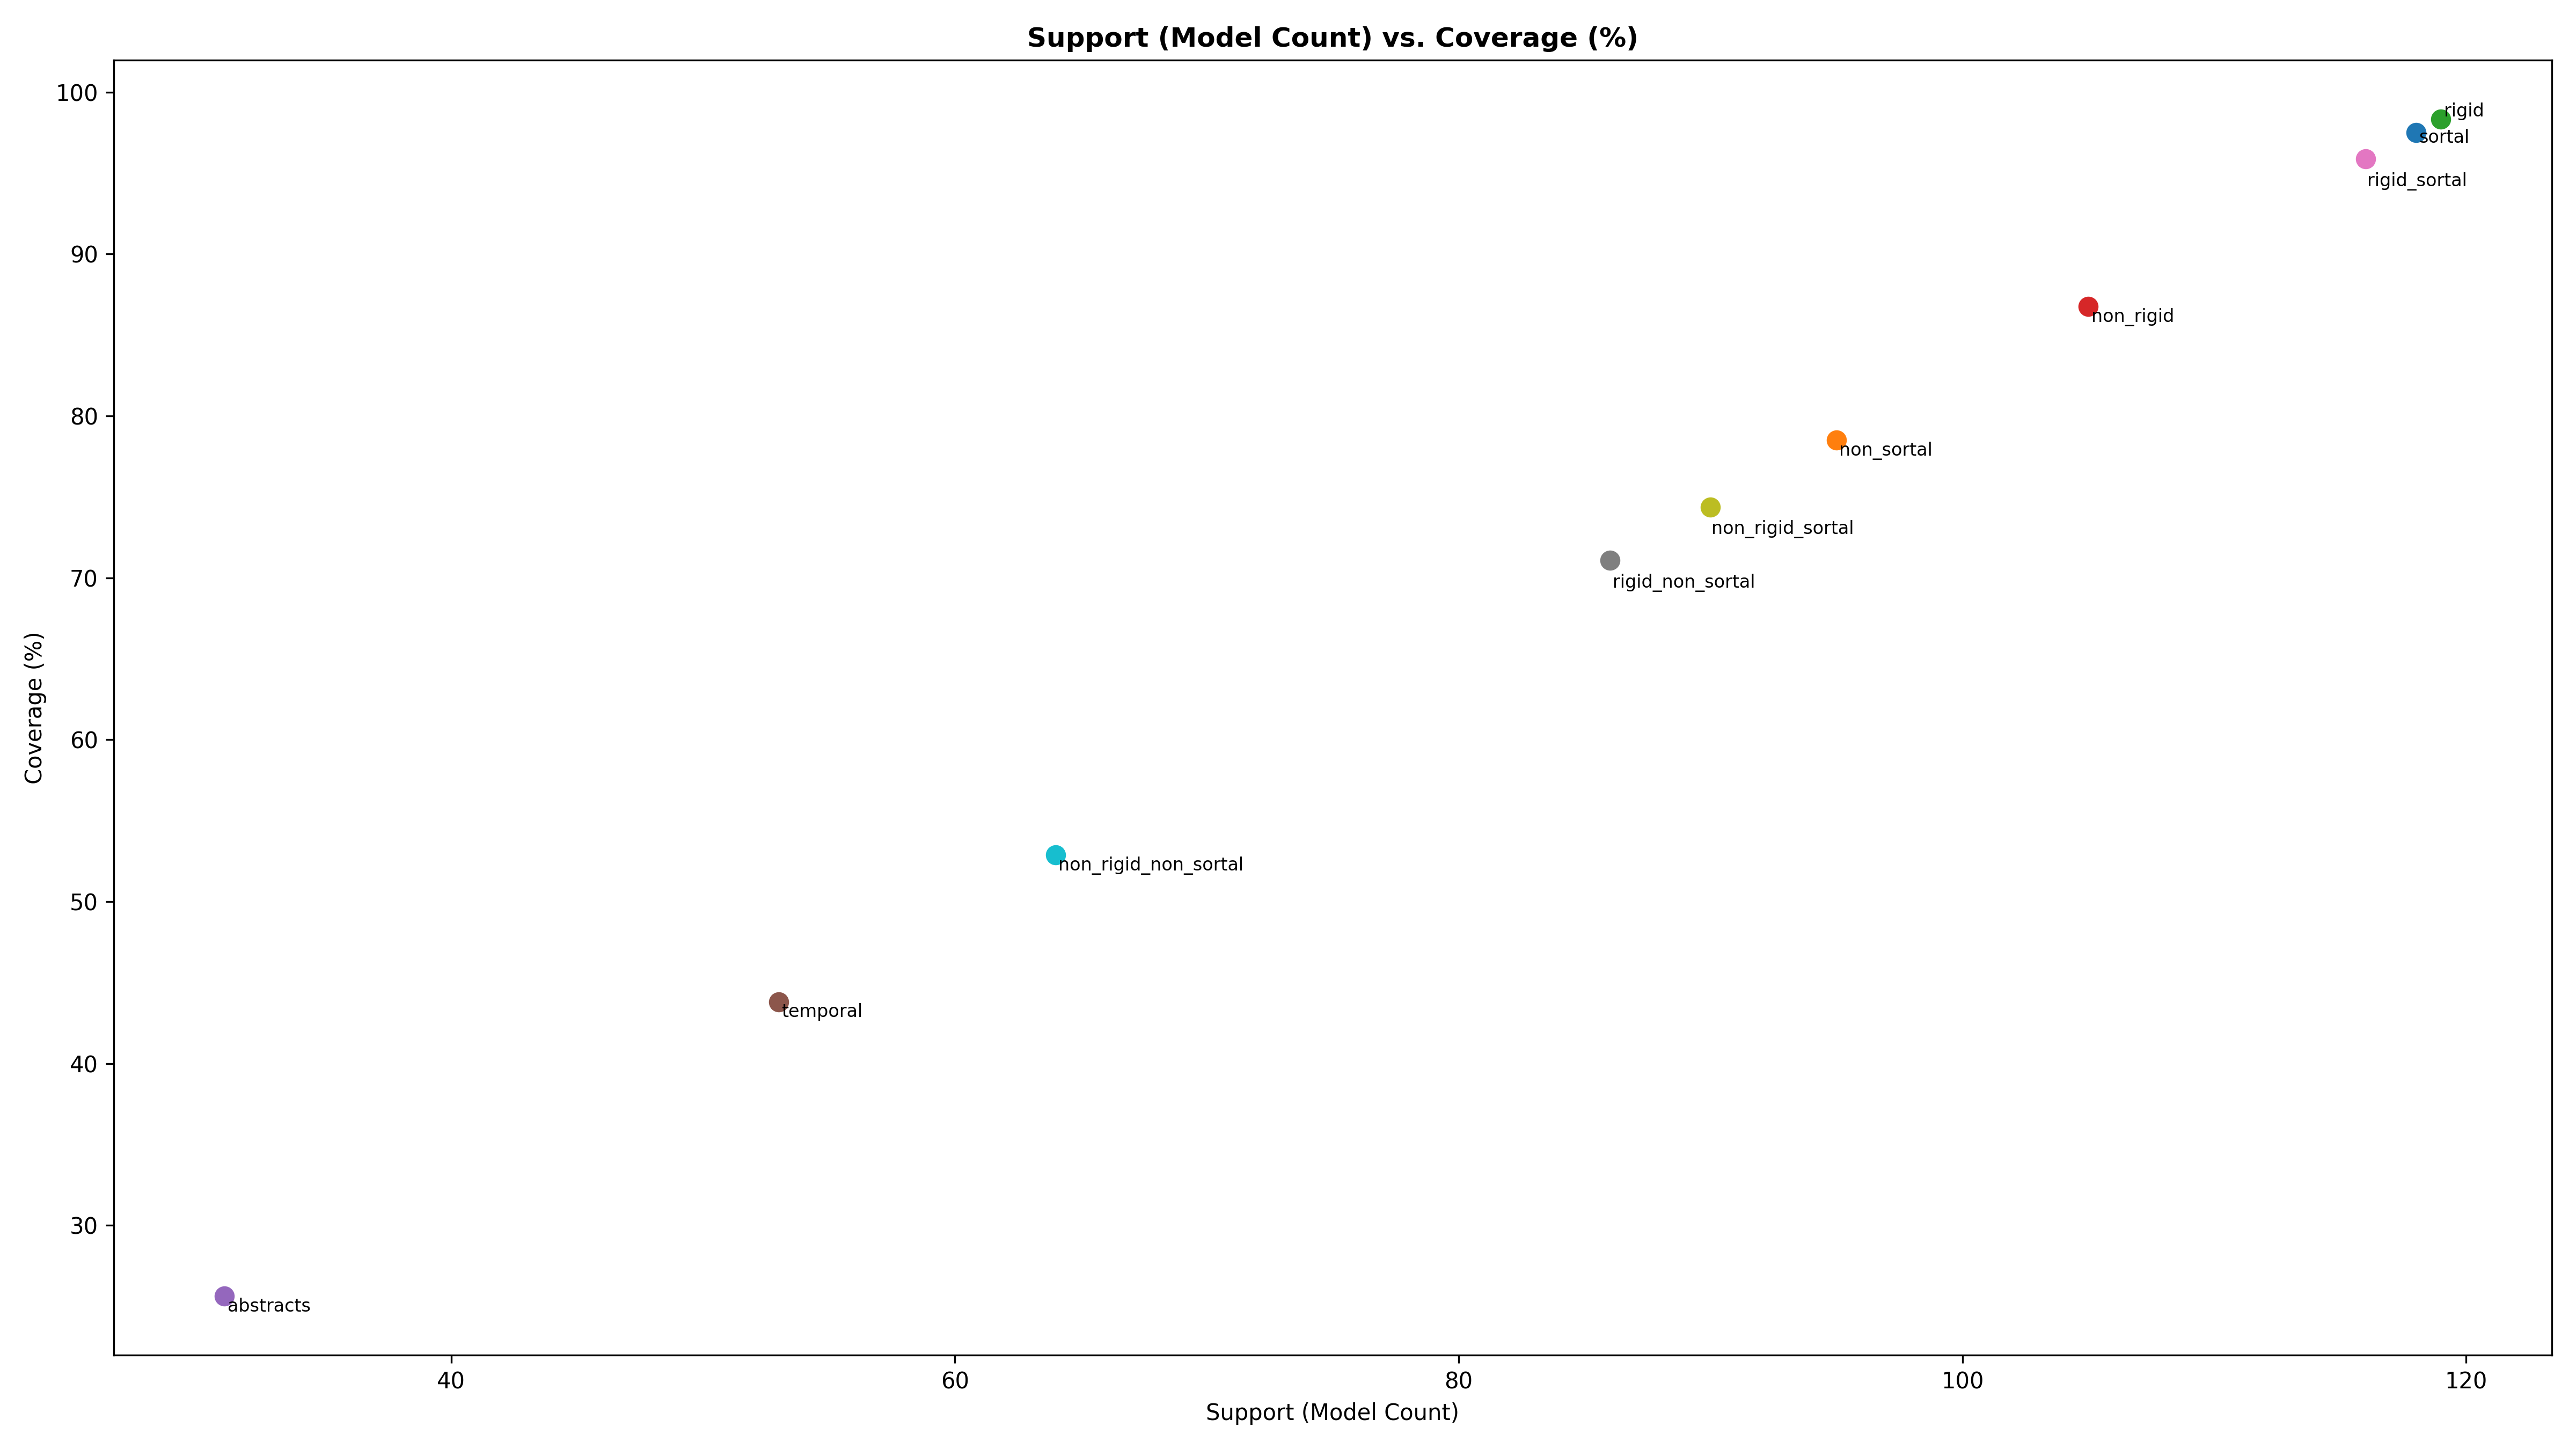 Support (Model Count) vs. Coverage (%)
100
90
80
70
60
50
40
30
Coverage (%)
rigid
sortal
rigid_sortal
non_rigid
non_sortal
non_rigid_sortal
rigid_non_sortal
non_rigid_non_sortal
temporal
abstracts
40 60 80 100 120
Support (Model Count)